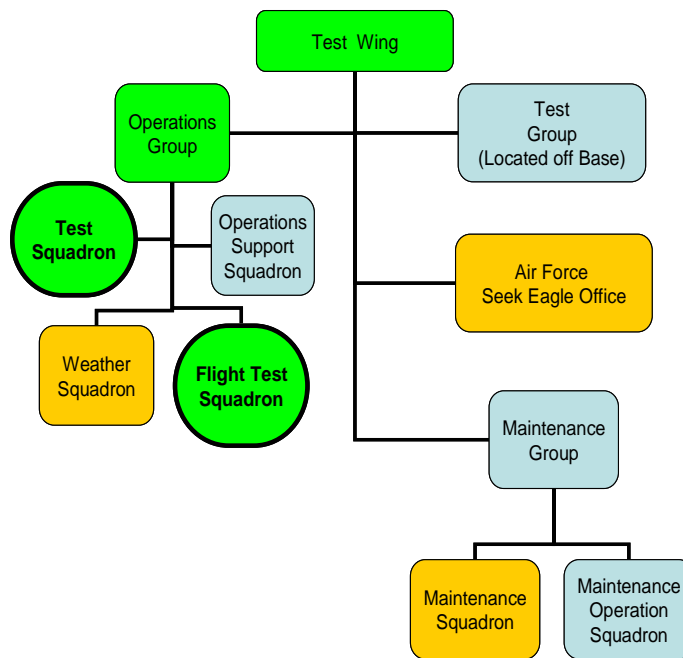 Test Wing
Operations
Group
Test
Group
(Located off Base)
Test
Squadron
Operations
Support
Squadron
Air Force
Seek Eagle Office
Weather
Squadron
Flight Test
Squadron
Maintenance
Group
Maintenance
Squadron
Maintenance
Operation
Squadron